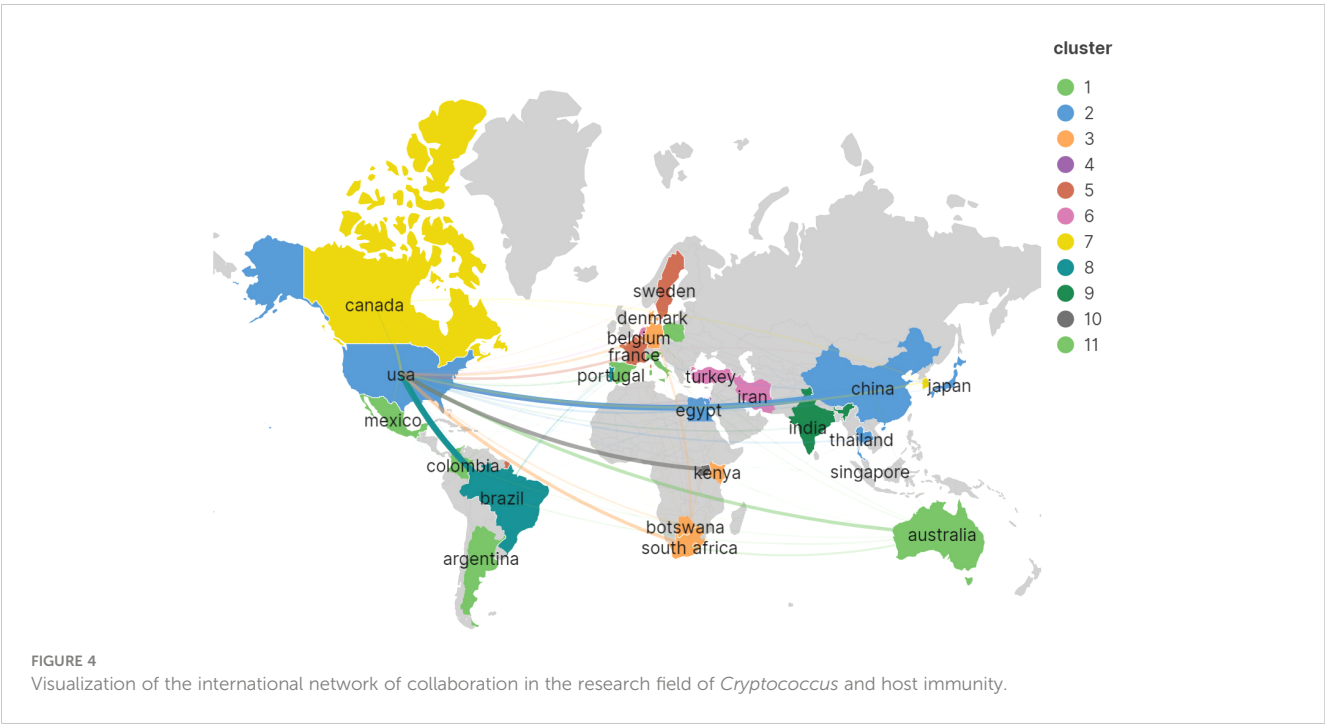 cluster
1
2
3
4
5
6
7
8
9
10
11
canada
usa
mexico
colombia
brazil
argentina
sweden
denmark
belgium
france
portugal
turkey
iran
egypt
kenya
botswana
south africa
china
japan
india
thailand
singapore
australia
FIGURE 4
Visualization of the international network of collaboration in the research field of Cryptococcus and host immunity.